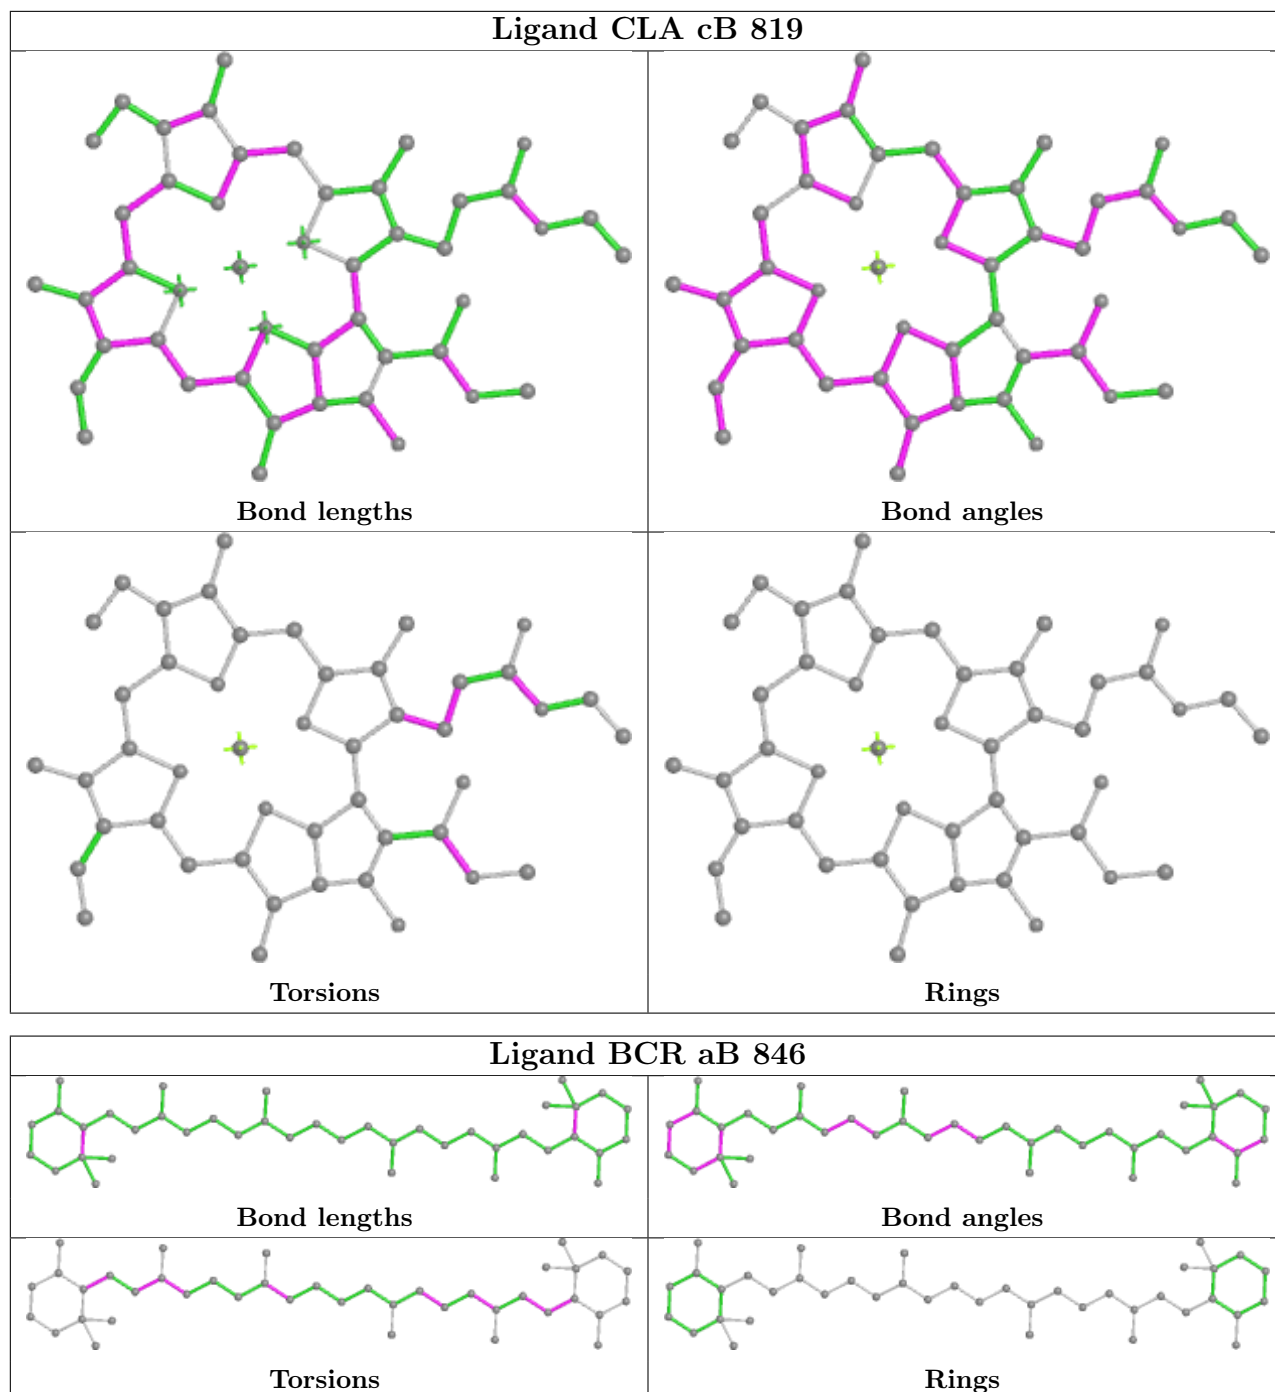 Ligand CLA cB 819
Bond lengths
Bond angles
Torsions
Rings
Ligand BCR aB 846
Bond lengths
Bond angles
Torsions
Rings